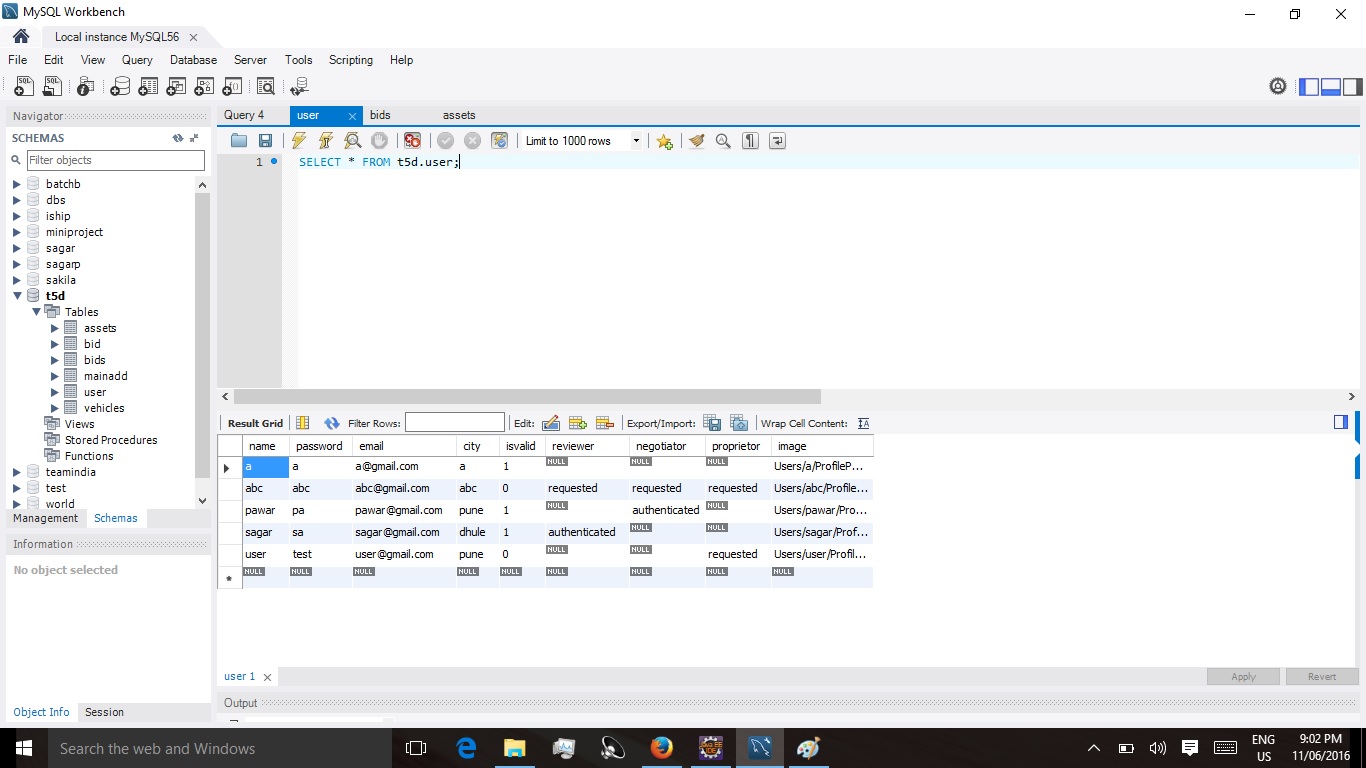 MySQL Workbench
Local instance MySQL56
File Edit View Query Database Server Tools Scripting Help
Navigator
SCHEMAS
Filter objects
batchb
dbs
iship
miniproject
sagar
sagarp
sakila
t5d
Tables
assets
bid
bids
mainadd
user
vehicles
Views
Stored Procedures
Functions
teamindia
test
world
Management Schemas
Information
No object selected
Object Info Session
Query 4 user bids assets
Limit to 1000 rows
1 SELECT * FROM t5d.user;
Result Grid Filter Rows: Edit: Export/Import: Wrap Cell Content:
name password email city isvalid reviewer negotiator proprietor image
a a a@gmail.com a 1 NULL NULL NULL Users/a/ProfileP...
abc abc abc@gmail.com abc 0 requested requested requested Users/abc/Profile...
pawar pa pawar@gmail.com pune 1 NULL authenticated NULL Users/pawar/Pro...
sagar sa sagar@gmail.com dhule 1 authenticated NULL NULL Users/sagar/Prof...
user test user@gmail.com pune 0 NULL NULL requested Users/user/Profil...
* NULL NULL NULL NULL NULL NULL NULL NULL NULL
user 1 Apply Revert
Output
Search the web and Windows
ENG
US
9:02 PM
11/06/2016